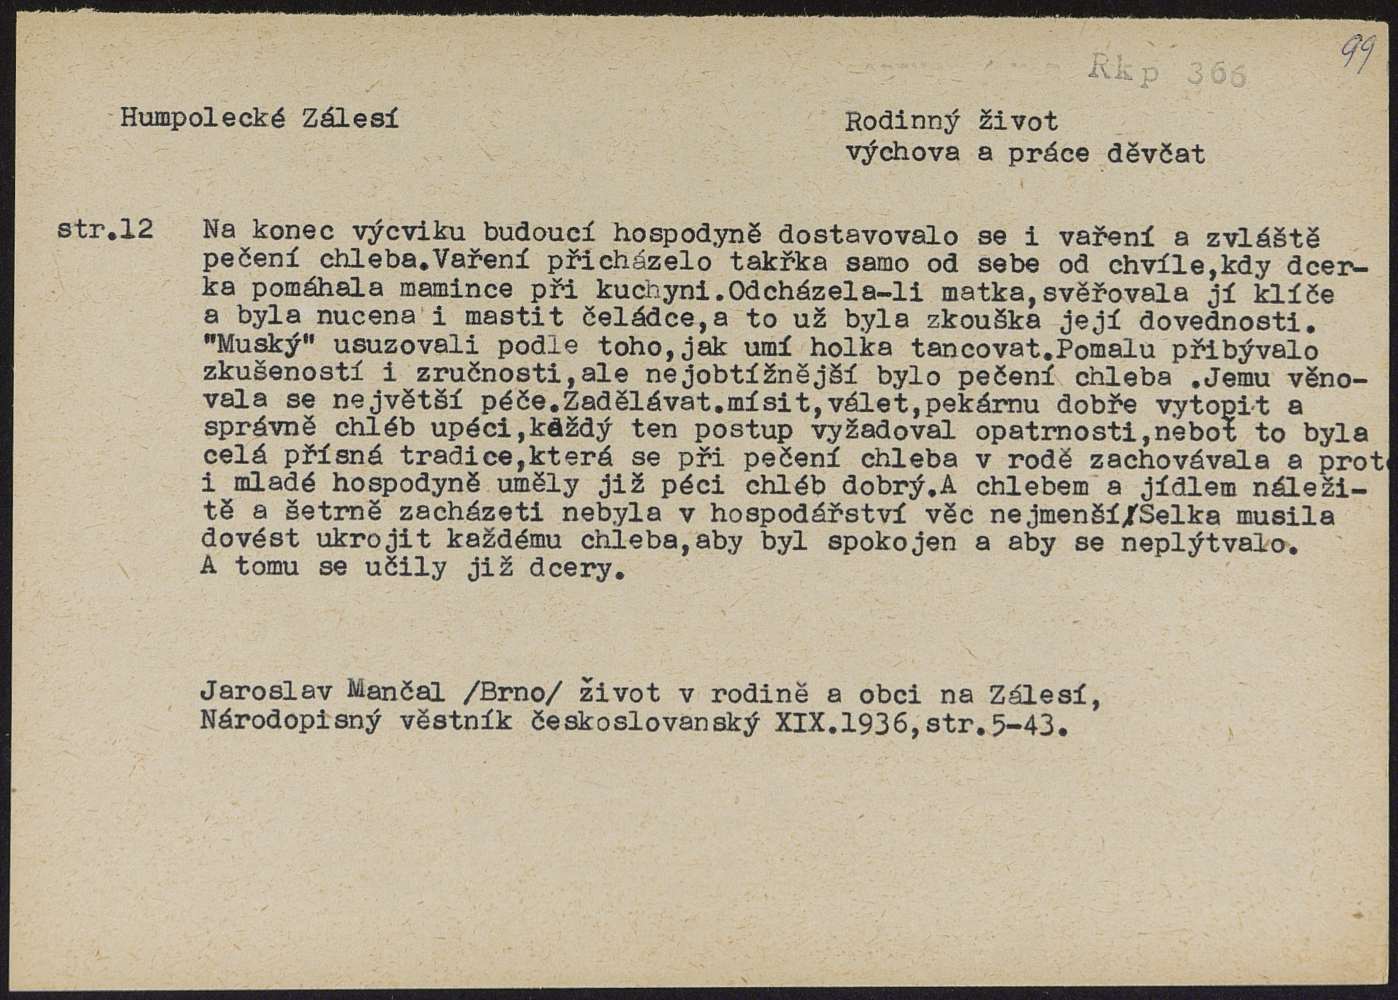 99
Rkp 366
Humpolecké Zálesí
Rodinný život
výchova a práce děvčat
str.12 Na konec výcviku budoucí hospodyně dostavovalo se i vaření a zvláště
pečení chleba.Vaření přicházelo takřka samo od sebe od chvíle,kdy dcer-
ka pomáhala mamince při kuchyni.Odcházela-li matka,svěřovala jí klíče
a byla nucena i mastit čeládce,a to už byla zkouška její dovednosti.
"Muský" usuzovali podle toho,jak umí holka tancovat.Pomalu přibývalo
zkušeností i zručnosti,ale nejobtížnější bylo pečení chleba .Jemu věno-
vala se největší péče.Zadělávat.mísit,válet,pekárnu dobře vytopit a
správně chléb upéci,každý ten postup vyžadoval opatrnosti,neboť to byla
celá přísná tradice,která se při pečení chleba v rodě zachovávala a proto
i mladé hospodyně uměly již péci chléb dobrý.A chlebem a jídlem náleži-
tě a šetrně zacházeti nebyla v hospodářství věc nejmenší/Selka musila
dovést ukrojit každému chleba,aby byl spokojen a aby se neplýtvalo.
A tomu se učily již dcery.
Jaroslav Mančal /Brno/ život v rodině a obci na Zálesí,
Národopisný věstník českoslovanský XIX.1936,str.5-43.